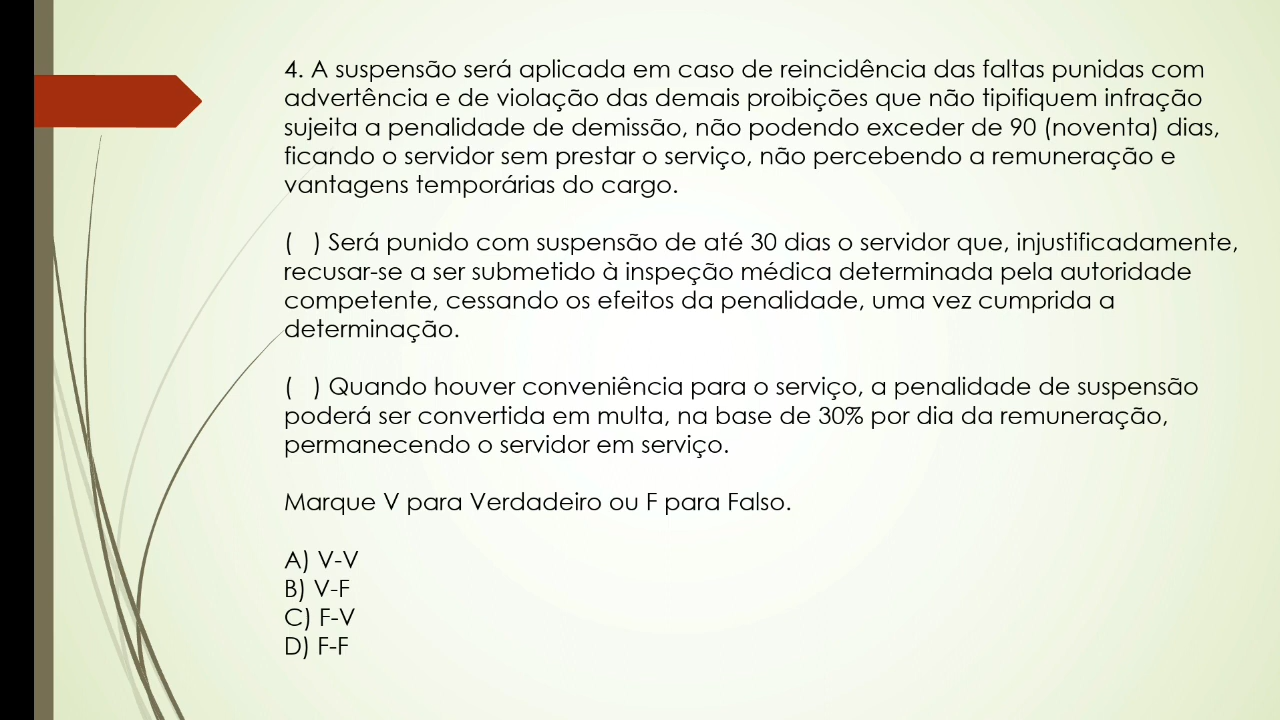 4. A suspensão será aplicada em caso de reincidência das faltas punidas com
advertência e de violação das demais proibições que não tipifiquem infração
sujeita a penalidade de demissão, não podendo exceder de 90 (noventa) dias,
ficando o servidor sem prestar o serviço, não percebendo a remuneração e
vantagens temporárias do cargo.
( ) Será punido com suspensão de até 30 dias o servidor que, injustificadamente,
recusar-se a ser submetido à inspeção médica determinada pela autoridade
competente, cessando os efeitos da penalidade, uma vez cumprida a
determinação.
( ) Quando houver conveniência para o serviço, a penalidade de suspensão
poderá ser convertida em multa, na base de 30% por dia da remuneração,
permanecendo o servidor em serviço.
Marque V para Verdadeiro ou F para Falso.
A) V-V
B) V-F
C) F-V
D) F-F